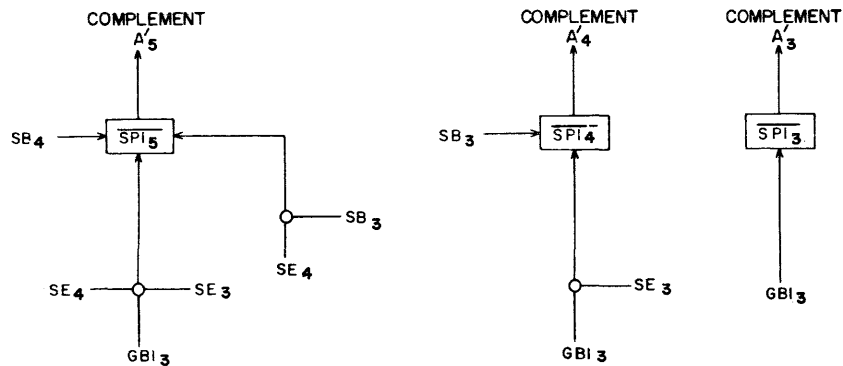 COMPLEMENT
A'5
SB4
SPI5
SB3
SE4
SE4
SE3
GBI3
COMPLEMENT
A'4
SB3
SPI4
SE3
GBI3
COMPLEMENT
A'3
SPI3
GBI3